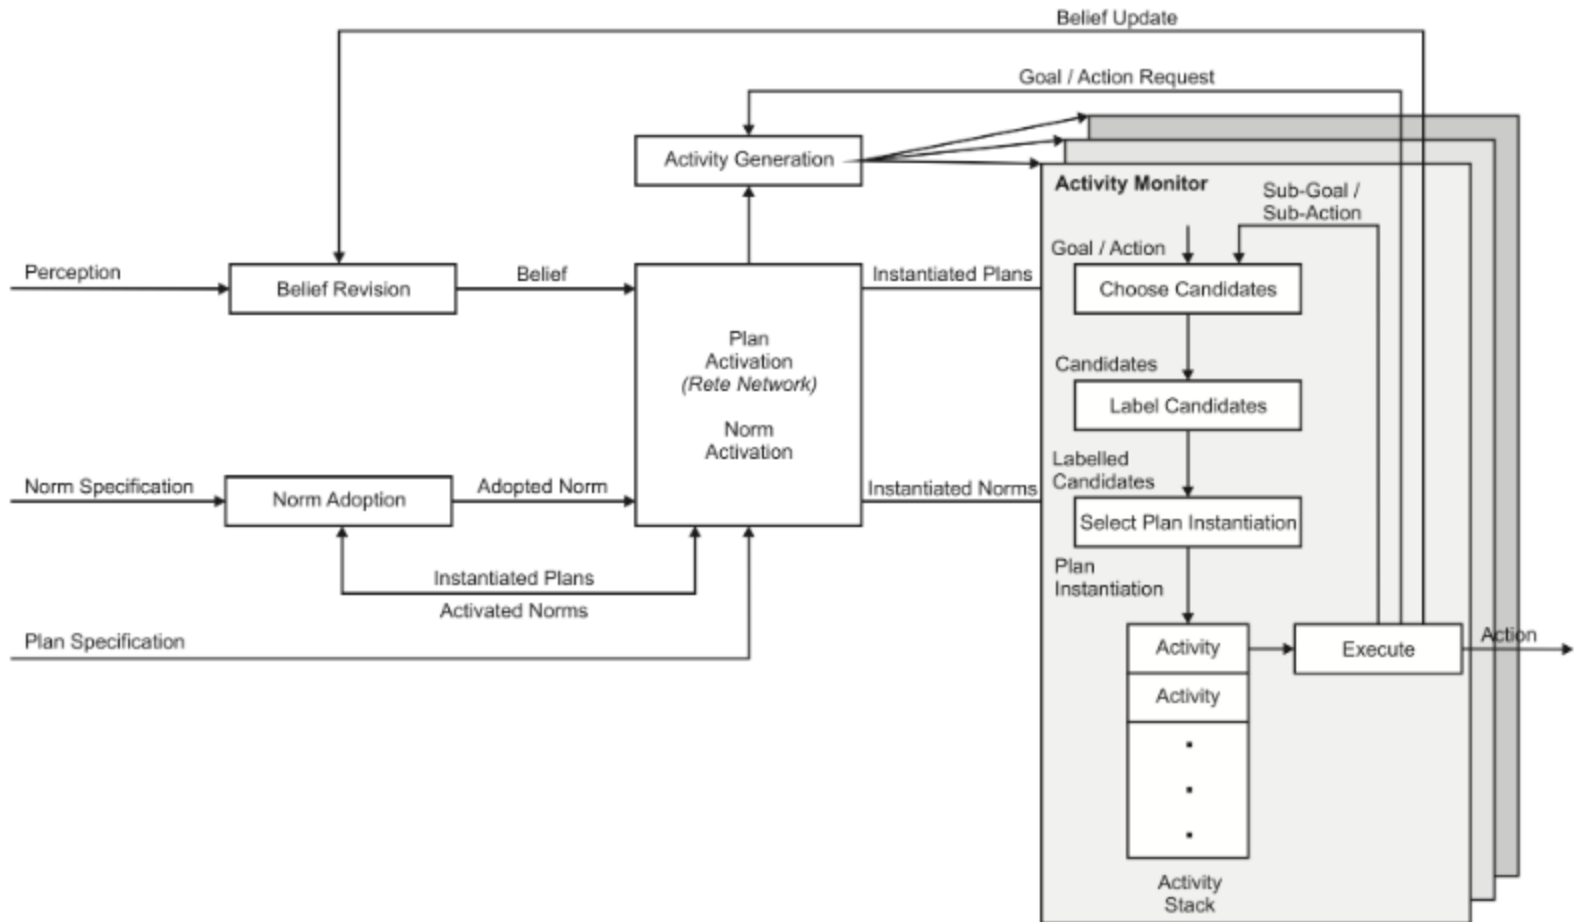 Belief Update
Goal / Action Request
Activity Generation
Activity Monitor
Sub-Goal /
Sub-Action
Goal / Action
Perception
Belief Revision
Belief
Instantiated Plans
Choose Candidates
Plan
Activation
(Rete Network)
Norm
Activation
Candidates
Label Candidates
Labelled
Candidates
Norm Specification
Norm Adoption
Adopted Norm
Instantiated Norms
Select Plan Instantiation
Plan
Instantiation
Instantiated Plans
Activated Norms
Plan Specification
Activity
Execute
Action
Activity
Activity
Stack